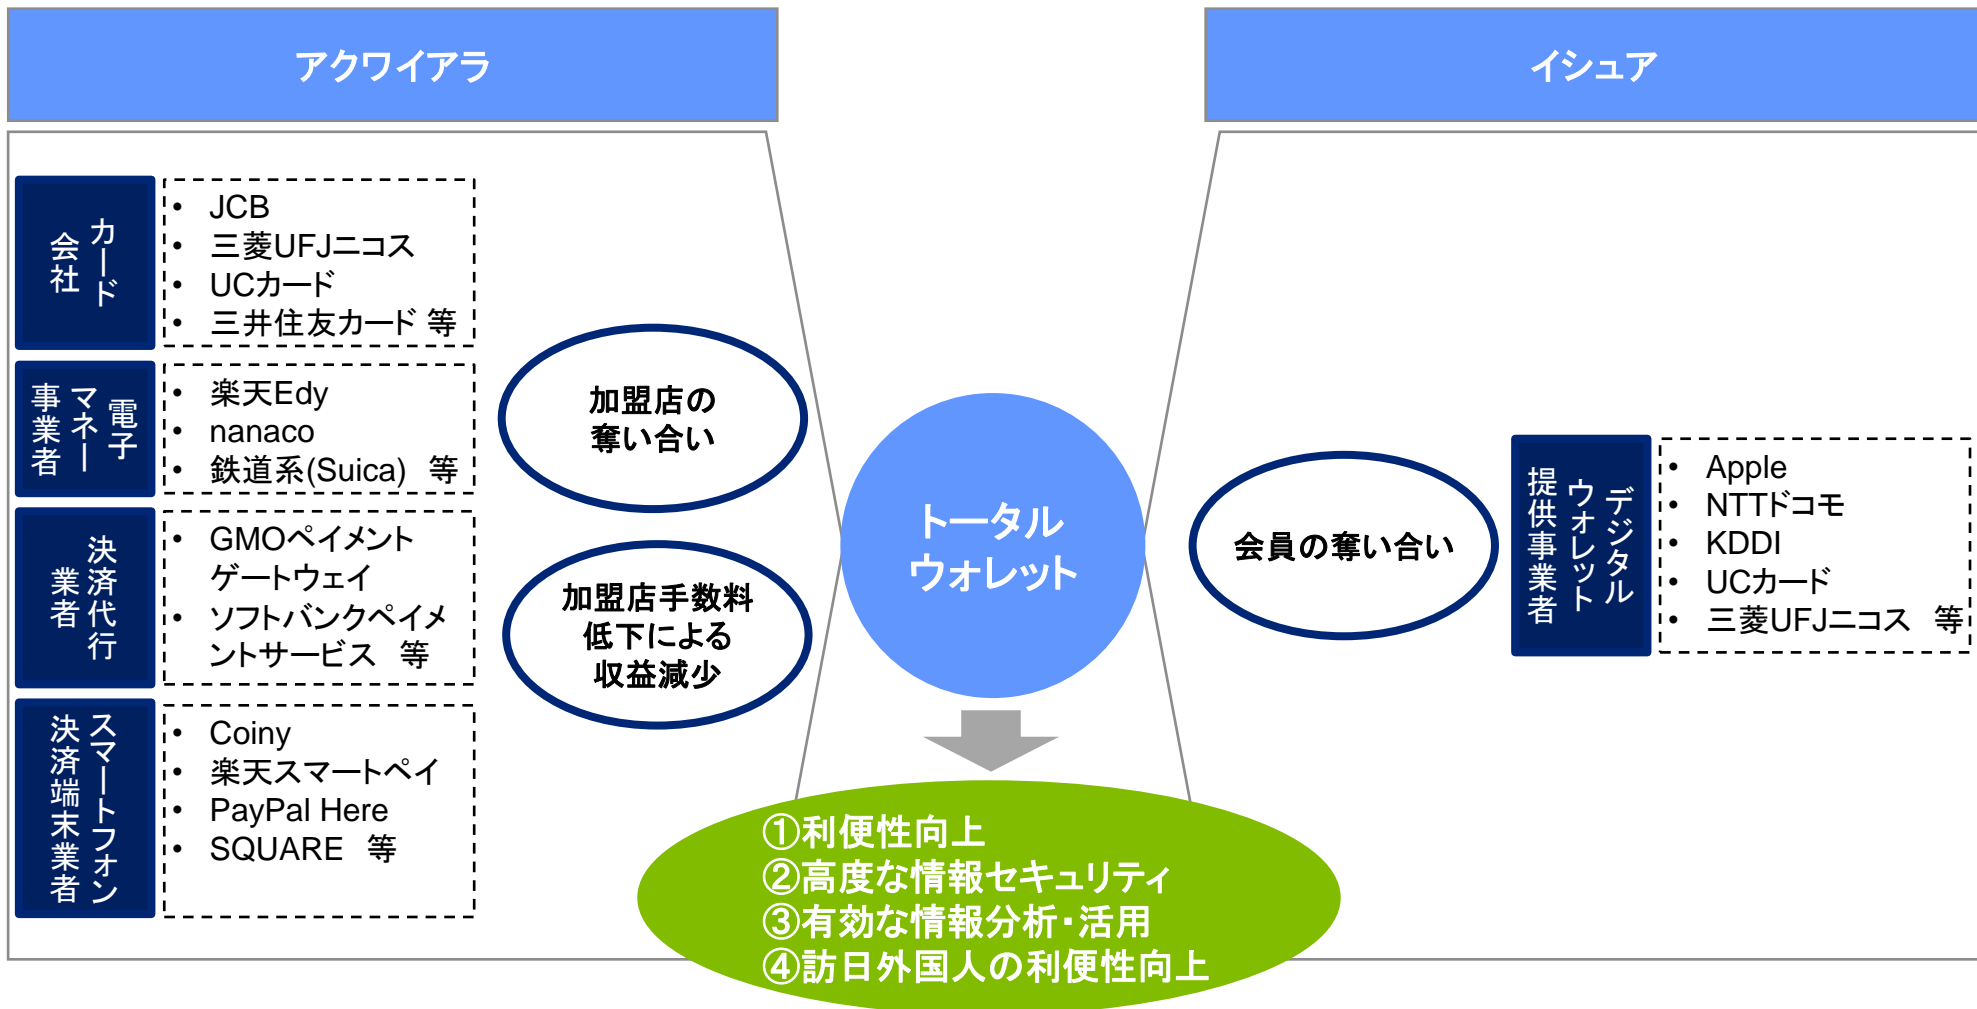 アクワイアラ
イシュア
カード
会社
• JCB
• 三菱UFJニコス
• UCカード
• 三井住友カード 等
電子
マネー
事業者
• 楽天Edy
• nanaco
• 鉄道系(Suica) 等
決済代行
業者
• GMOペイメント
ゲートウェイ
• ソフトバンクペイメ
ントサービス 等
スマートフォン
決済端末業者
• Coiny
• 楽天スマートペイ
• PayPal Here
• SQUARE 等
加盟店の
奪い合い
加盟店手数料
低下による
収益減少
トータル
ウォレット
会員の奪い合い
デジタル
ウォレット
提供事業者
• Apple
• NTTドコモ
• KDDI
• UCカード
• 三菱UFJニコス 等
①利便性向上
②高度な情報セキュリティ
③有効な情報分析・活用
④訪日外国人の利便性向上